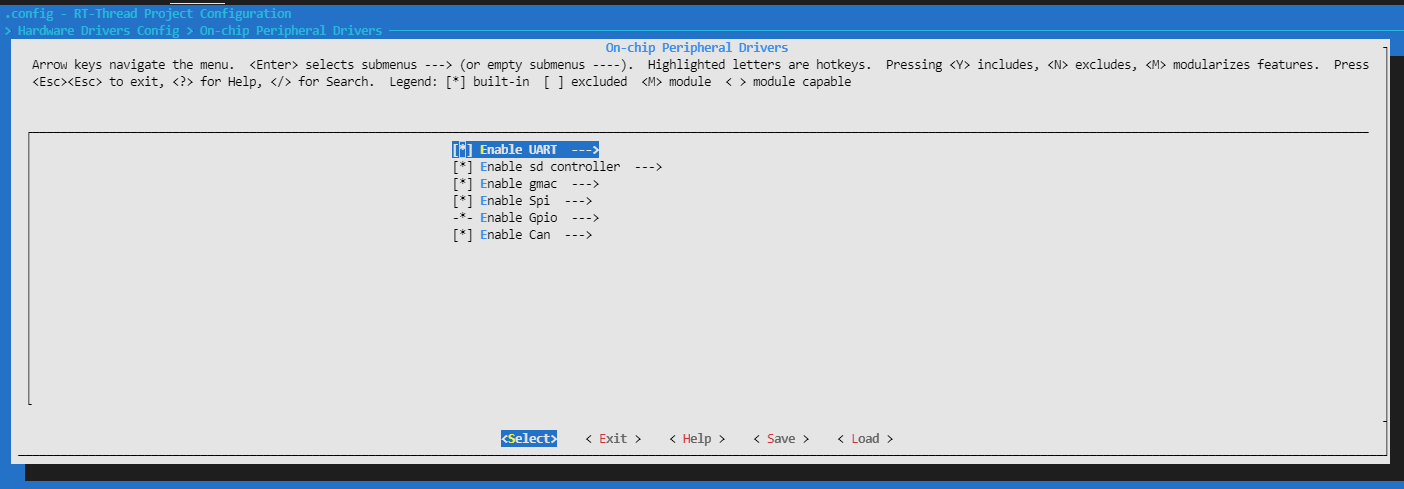 .config - RT-Thread Project Configuration
> Hardware Drivers Config > On-chip Peripheral Drivers
On-chip Peripheral Drivers
Arrow keys navigate the menu.  <Enter> selects submenus ---> (or empty submenus ----).  Highlighted letters are hotkeys.  Pressing <Y> includes, <N> excludes, <M> modularizes features.  Press
<Esc><Esc> to exit, <?> for Help, </> for Search.  Legend: [*] built-in  [ ] excluded  <M> module  < > module capable
[*] Enable UART  --->
[*] Enable sd controller  --->
[*] Enable gmac  --->
[*] Enable Spi  --->
-*- Enable Gpio  --->
[*] Enable Can  --->
<Select>    < Exit >    < Help >    < Save >    < Load >